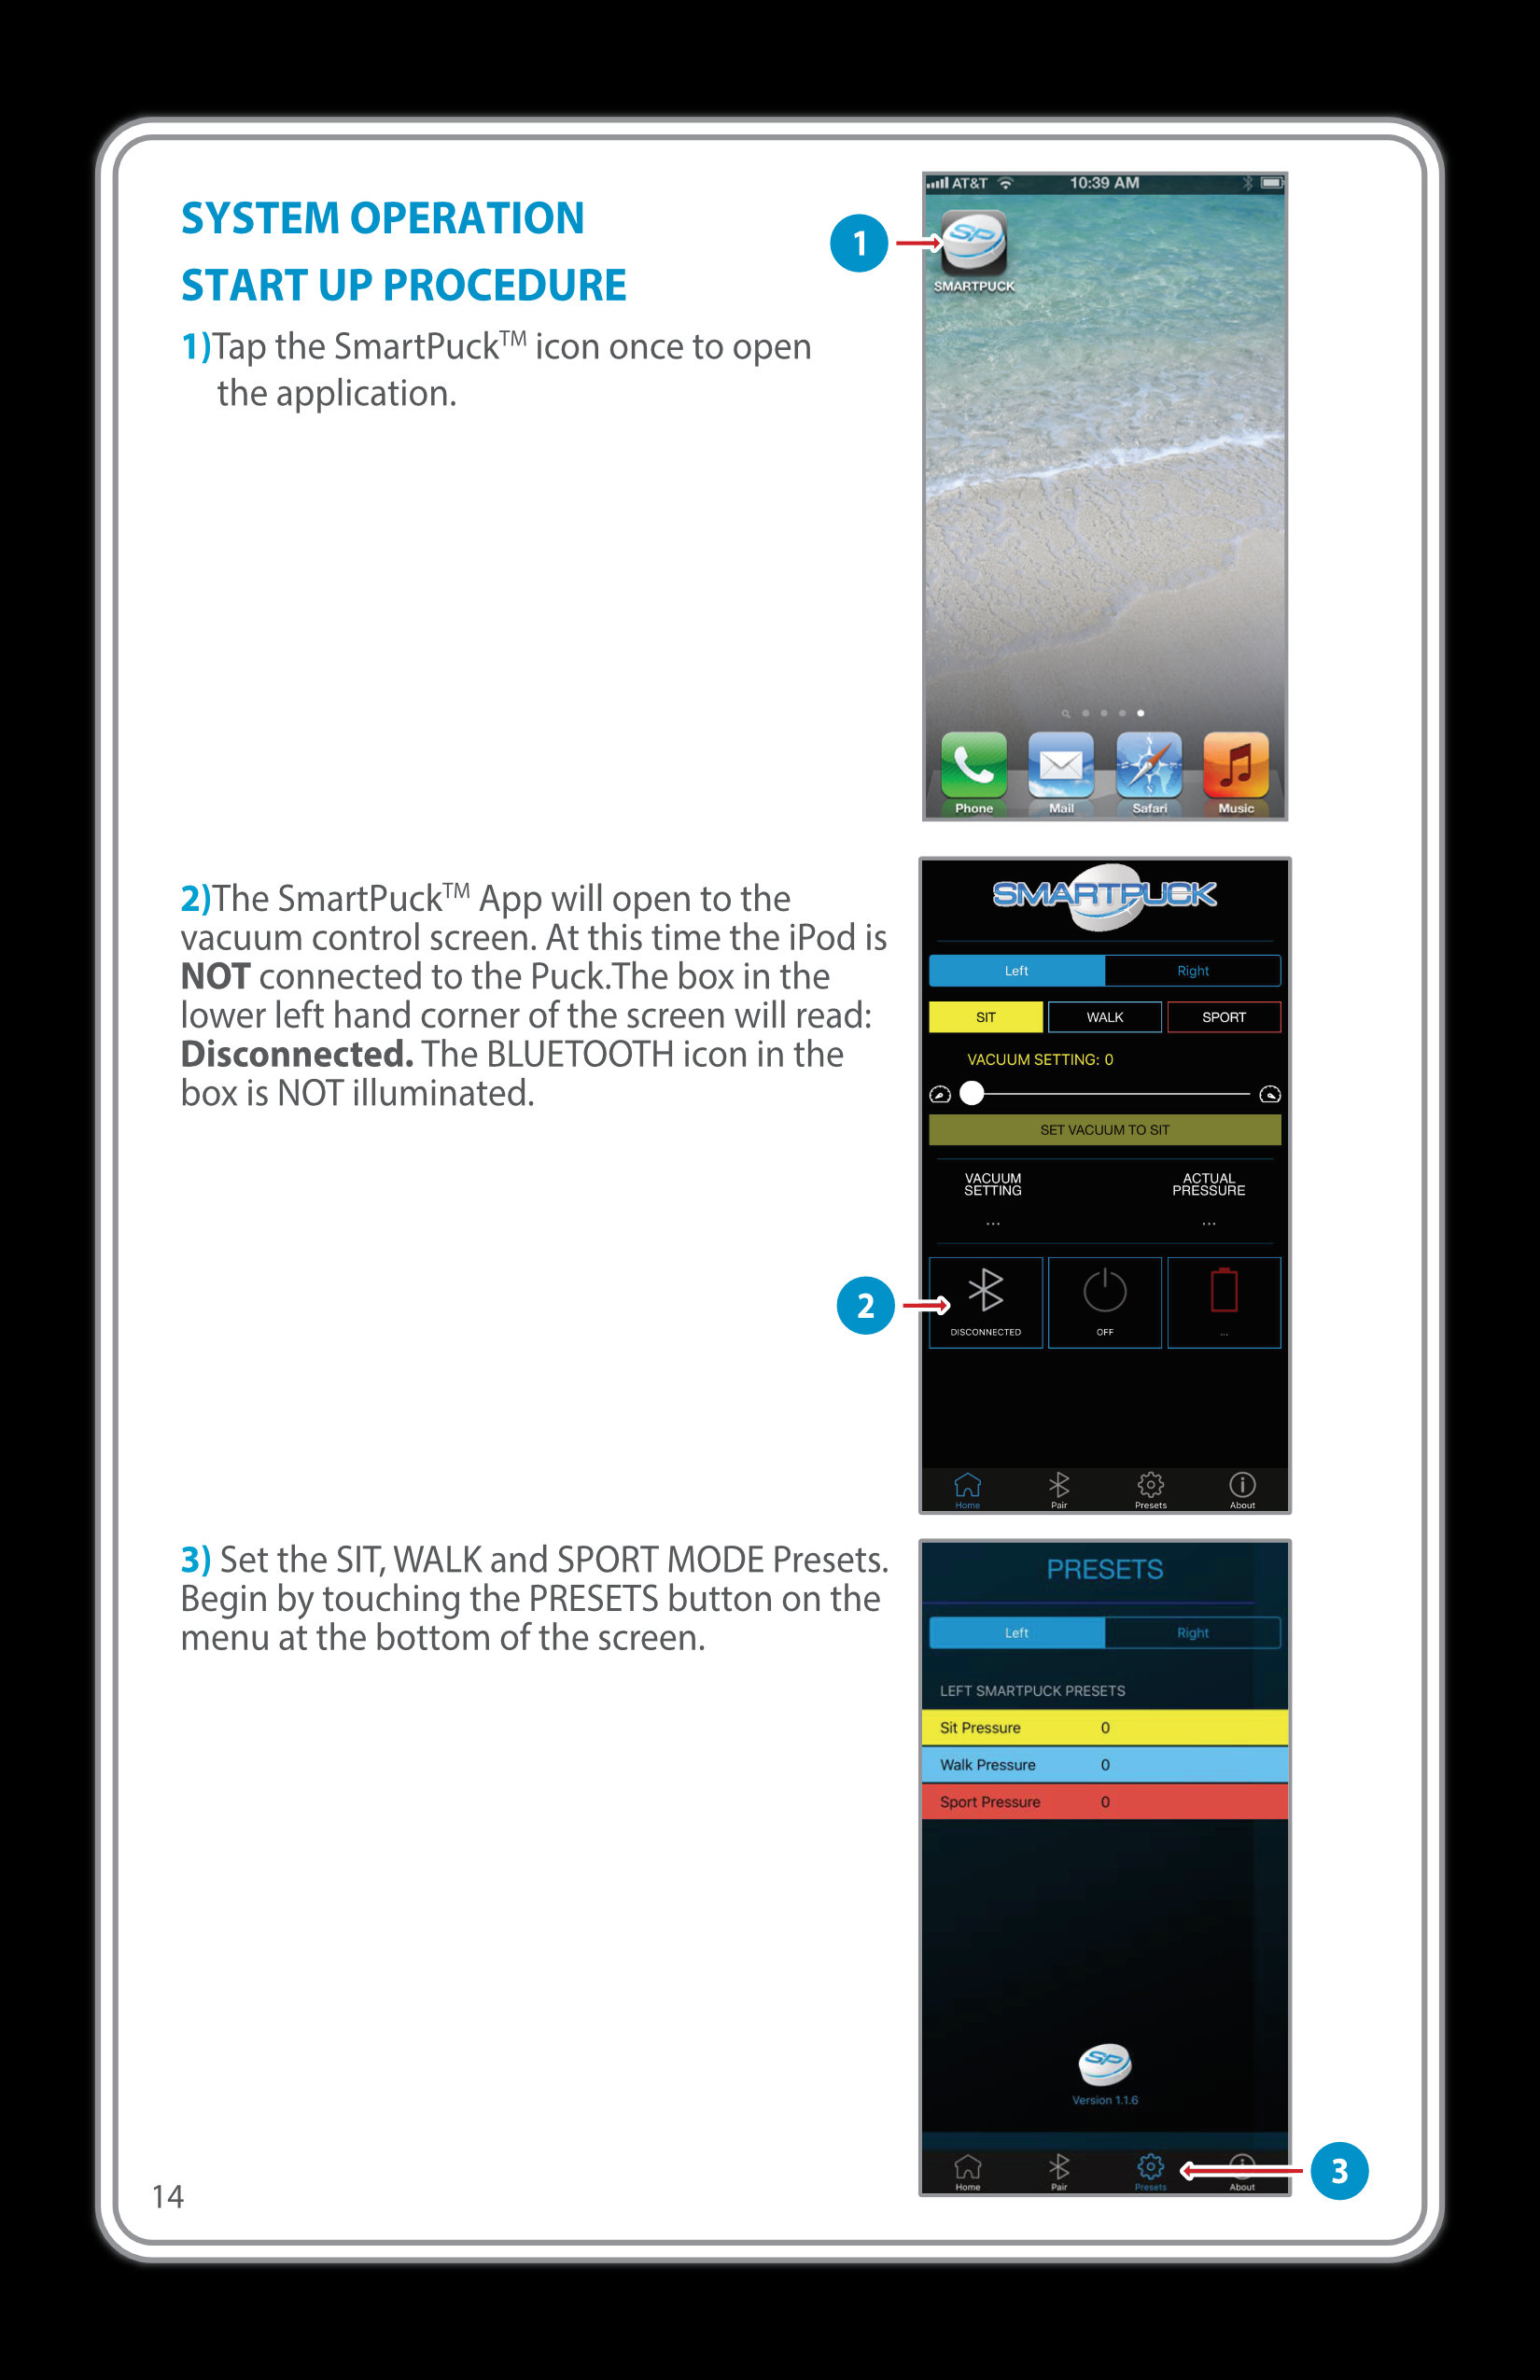 SYSTEM OPERATION
START UP PROCEDURE
1)Tap the SmartPuck™ icon once to open
the application.
1
AT&T 10:39 AM
SP
SMARTPUCK
Phone Mail Safari Music
2)The SmartPuck™ App will open to the
vacuum control screen. At this time the iPod is
NOT connected to the Puck.The box in the
lower left hand corner of the screen will read:
Disconnected. The BLUETOOTH icon in the
box is NOT illuminated.
2
SMARTPUCK
Left Right
SIT WALK SPORT
VACUUM SETTING: 0
SET VACUUM TO SIT
VACUUM
SETTING
...
ACTUAL
PRESSURE
...
DISCONNECTED OFF ...
Home Pair Presets About
3) Set the SIT, WALK and SPORT MODE Presets.
Begin by touching the PRESETS button on the
menu at the bottom of the screen.
PRESETS
Left Right
LEFT SMARTPUCK PRESETS
Sit Pressure 0
Walk Pressure 0
Sport Pressure 0
SP
Version 1.1.6
Home Pair Presets About
3
14